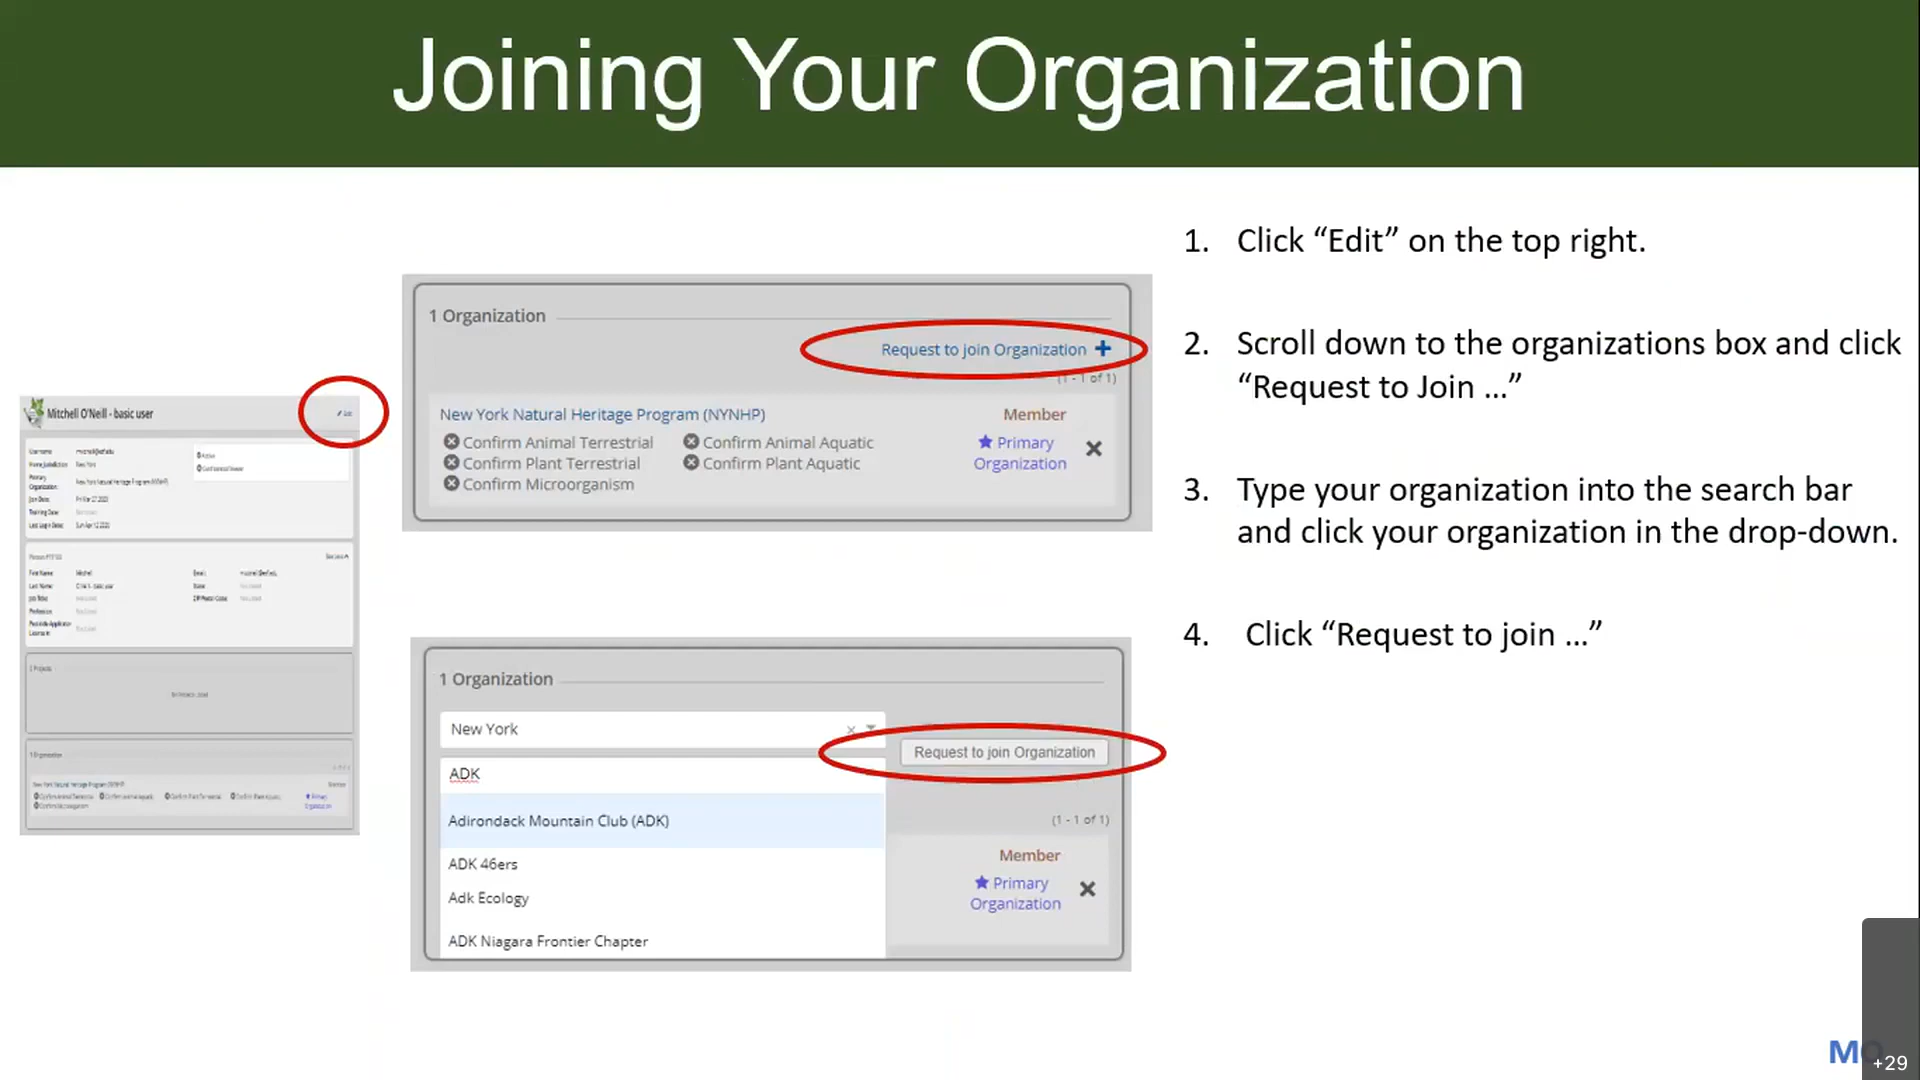 Joining Your Organization
1. Click “Edit” on the top right.
2. Scroll down to the organizations box and click
“Request to Join ...”
3. Type your organization into the search bar
and click your organization in the drop-down.
4. Click “Request to join ...”
1 Organization
Request to join Organization +
(1 - 1 of 1)
New York Natural Heritage Program (NYNHP)
Member
Confirm Animal Terrestrial
Confirm Animal Aquatic
Primary
Confirm Plant Terrestrial
Confirm Plant Aquatic
Organization
Confirm Microorganism
Mitchell O'Neill - basic user
Edit
1 Organization
New York
Request to join Organization
ADK
Adirondack Mountain Club (ADK)
(1 - 1 of 1)
ADK 46ers
Member
Adk Ecology
Primary
Organization
ADK Niagara Frontier Chapter
+29